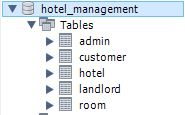 hotel_management
Tables
admin
customer
hotel
landlord
room